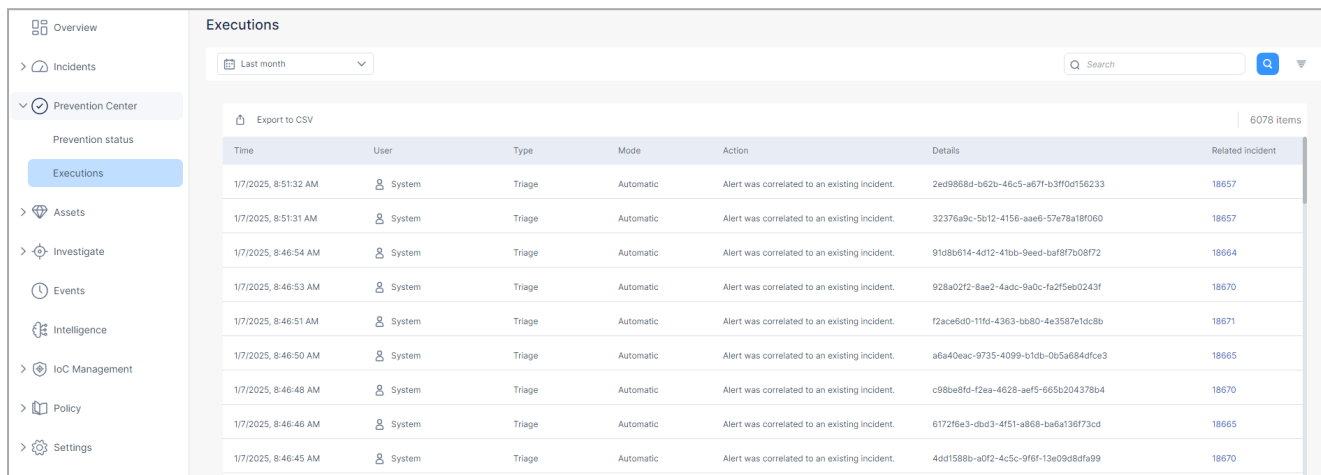 Overview
Incidents
Prevention Center
Prevention status
Executions
Assets
Investigate
Events
Intelligence
IoC Management
Policy
Settings
Executions
Last month
Search
Export to CSV
6078 items
Time User Type Mode Action Details Related incident
1/7/2025, 8:51:32 AM System Triage Automatic Alert was correlated to an existing incident. 2ed9868d-b62b-46c5-a67f-b3ff0d156233 18657
1/7/2025, 8:51:31 AM System Triage Automatic Alert was correlated to an existing incident. 32376a9c-5b12-4156-aae6-57e78a18f060 18657
1/7/2025, 8:46:54 AM System Triage Automatic Alert was correlated to an existing incident. 91d8b614-4d12-41bb-9eed-baf8f7b08f72 18664
1/7/2025, 8:46:53 AM System Triage Automatic Alert was correlated to an existing incident. 928a02f2-8ae2-4adc-9a0c-fa2f5eb0243f 18670
1/7/2025, 8:46:51 AM System Triage Automatic Alert was correlated to an existing incident. f2ace6d0-11fd-4363-bb80-4e3587e1dc8b 18671
1/7/2025, 8:46:50 AM System Triage Automatic Alert was correlated to an existing incident. a6a40eac-9735-4099-b1db-0b5a684dfce3 18665
1/7/2025, 8:46:48 AM System Triage Automatic Alert was correlated to an existing incident. c98be8fd-f2ea-4628-aef5-665b204378b4 18670
1/7/2025, 8:46:46 AM System Triage Automatic Alert was correlated to an existing incident. 6172f6e3-dbd3-4f51-a868-ba6a136f73cd 18665
1/7/2025, 8:46:45 AM System Triage Automatic Alert was correlated to an existing incident. 4dd1588b-a0f2-4c5c-9f6f-13e09d8dfa99 18670